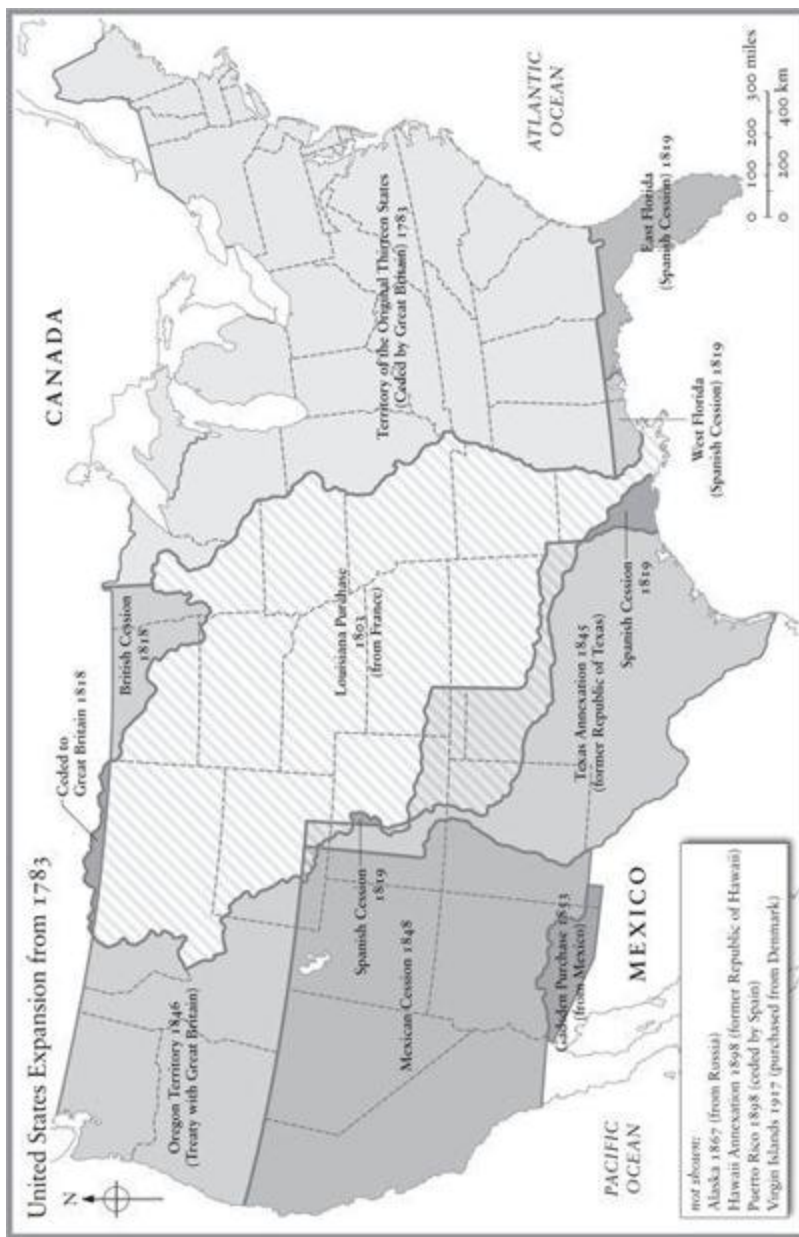 United States Expansion from 1783
N
CANADA
Ceded to
Great Britain 1818
British Cession
1818
Oregon Territory 1846
(Treaty with Great Britain)
Louisiana Purchase
1803
(from France)
Territory of the Original Thirteen States
(Ceded by Great Britain) 1783
Spanish Cession
1819
Mexican Cession 1848
Gadsden Purchase 1853
(from Mexico)
Texas Annexation 1845
(former Republic of Texas)
Spanish Cession
1819
West Florida
(Spanish Cession) 1819
East Florida
(Spanish Cession) 1819
ATLANTIC
OCEAN
PACIFIC
OCEAN
MEXICO
not shown:
Alaska 1867 (from Russia)
Hawaii Annexation 1898 (former Republic of Hawaii)
Puerto Rico 1898 (ceded by Spain)
Virgin Islands 1917 (purchased from Denmark)
0 100 200 300 miles
0 200 400 km